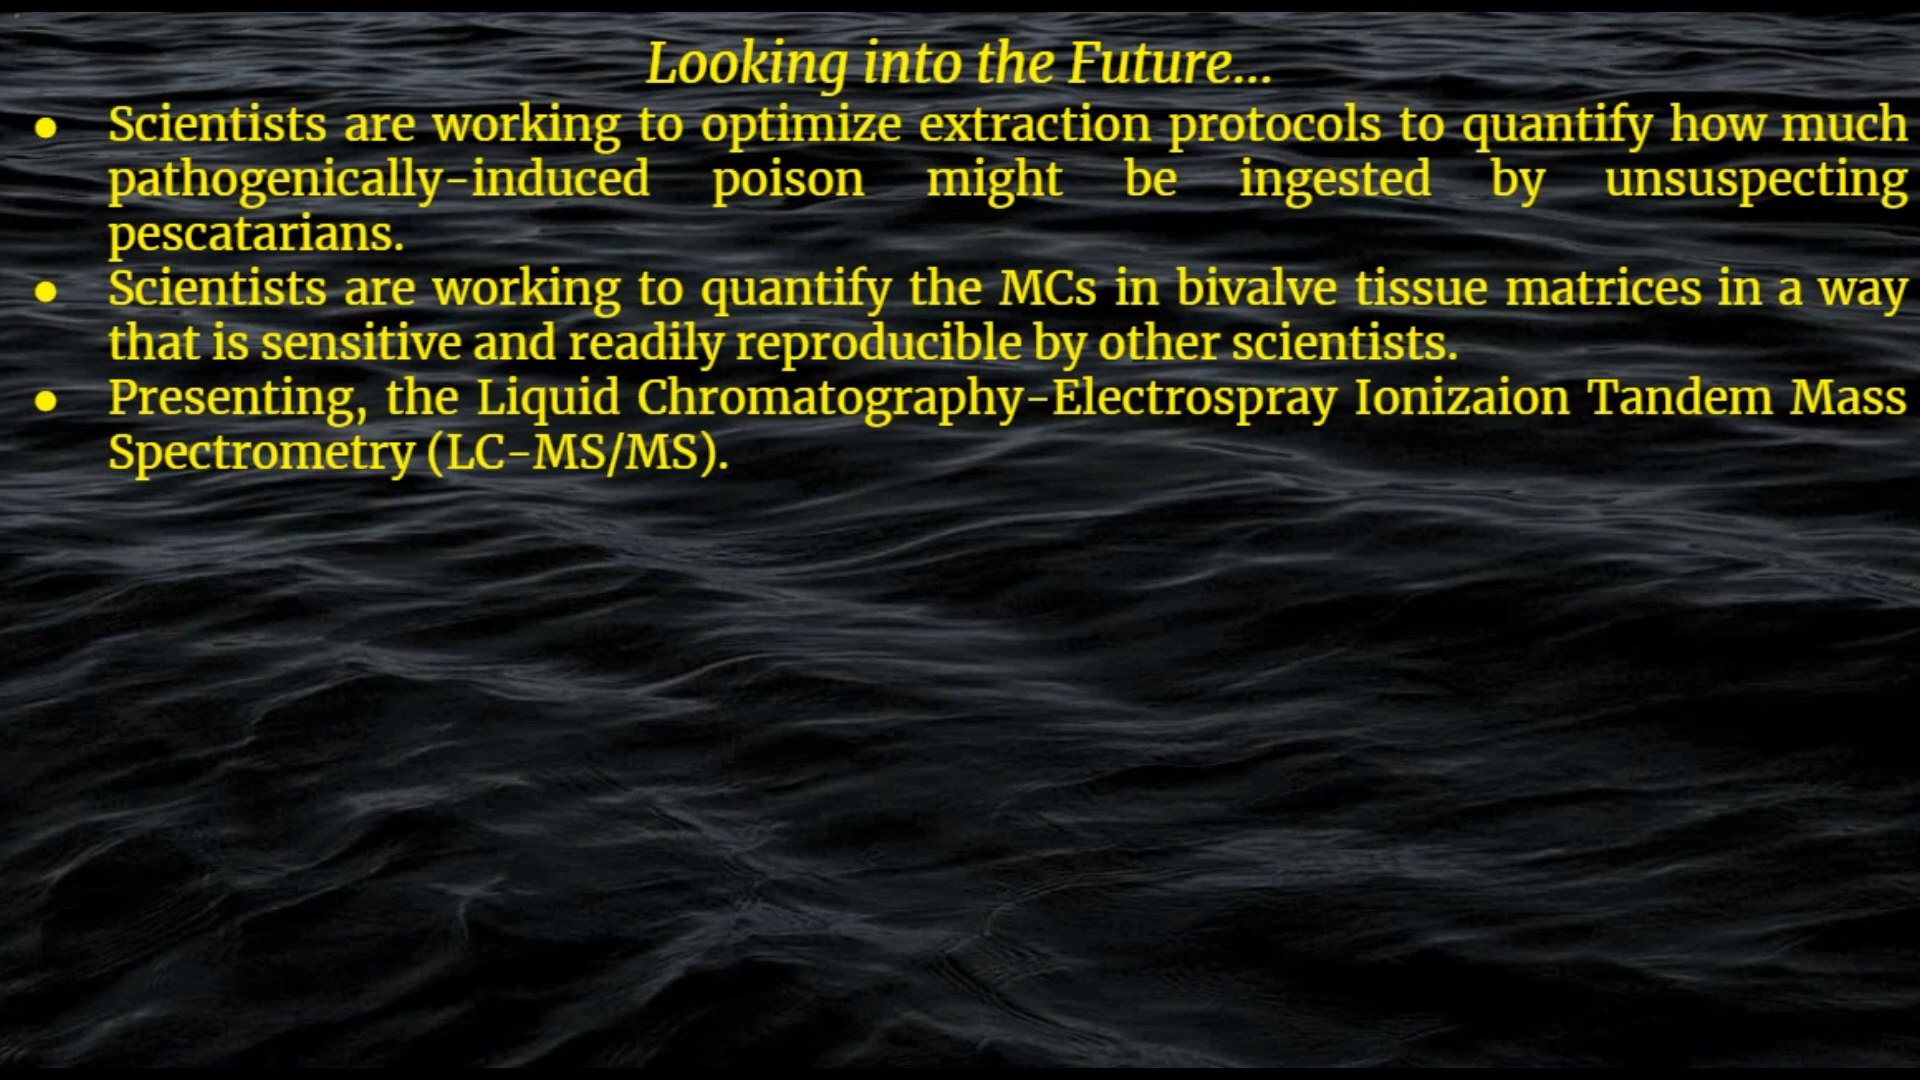 Looking into the Future...
● Scientists are working to optimize extraction protocols to quantify how much
pathogenically-induced poison might be ingested by unsuspecting
pescatarians.
● Scientists are working to quantify the MCs in bivalve tissue matrices in a way
that is sensitive and readily reproducible by other scientists.
● Presenting, the Liquid Chromatography-Electrospray Ionizaion Tandem Mass
Spectrometry (LC-MS/MS).